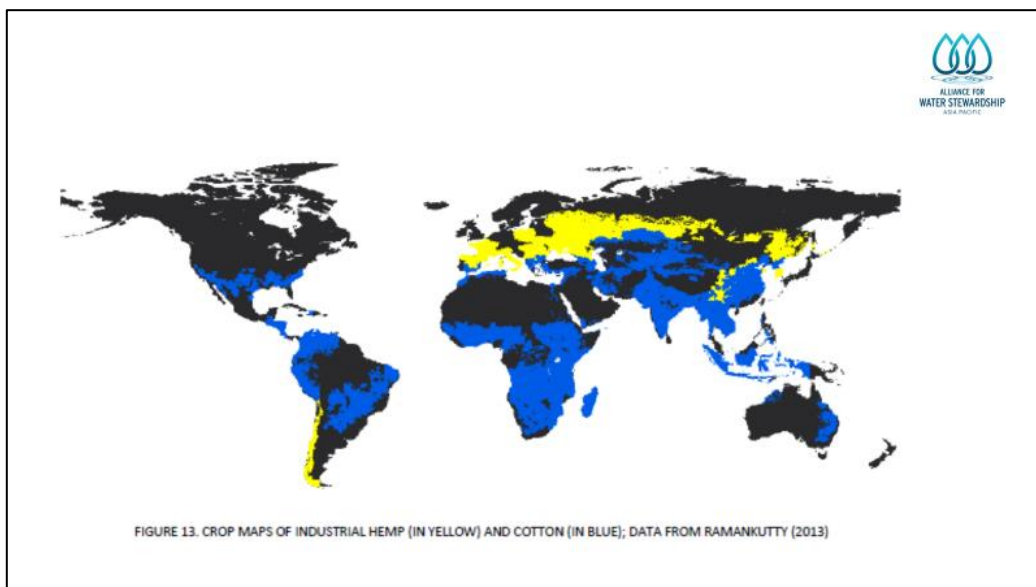 ALLIANCE FOR
WATER STEWARDSHIP
ASIA PACIFIC
FIGURE 13. CROP MAPS OF INDUSTRIAL HEMP (IN YELLOW) AND COTTON (IN BLUE); DATA FROM RAMANKUTTY (2013)